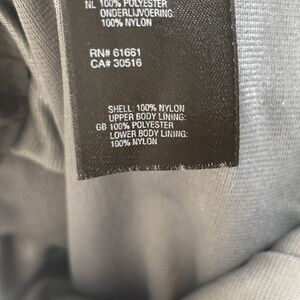 NL 100% POLYESTER
ONDERLIJVOERING:
100% NYLON
RN# 61661
CA# 30516
SHELL: 100% NYLON
UPPER BODY LINING:
GB 100% POLYESTER
LOWER BODY LINING:
100% NYLON